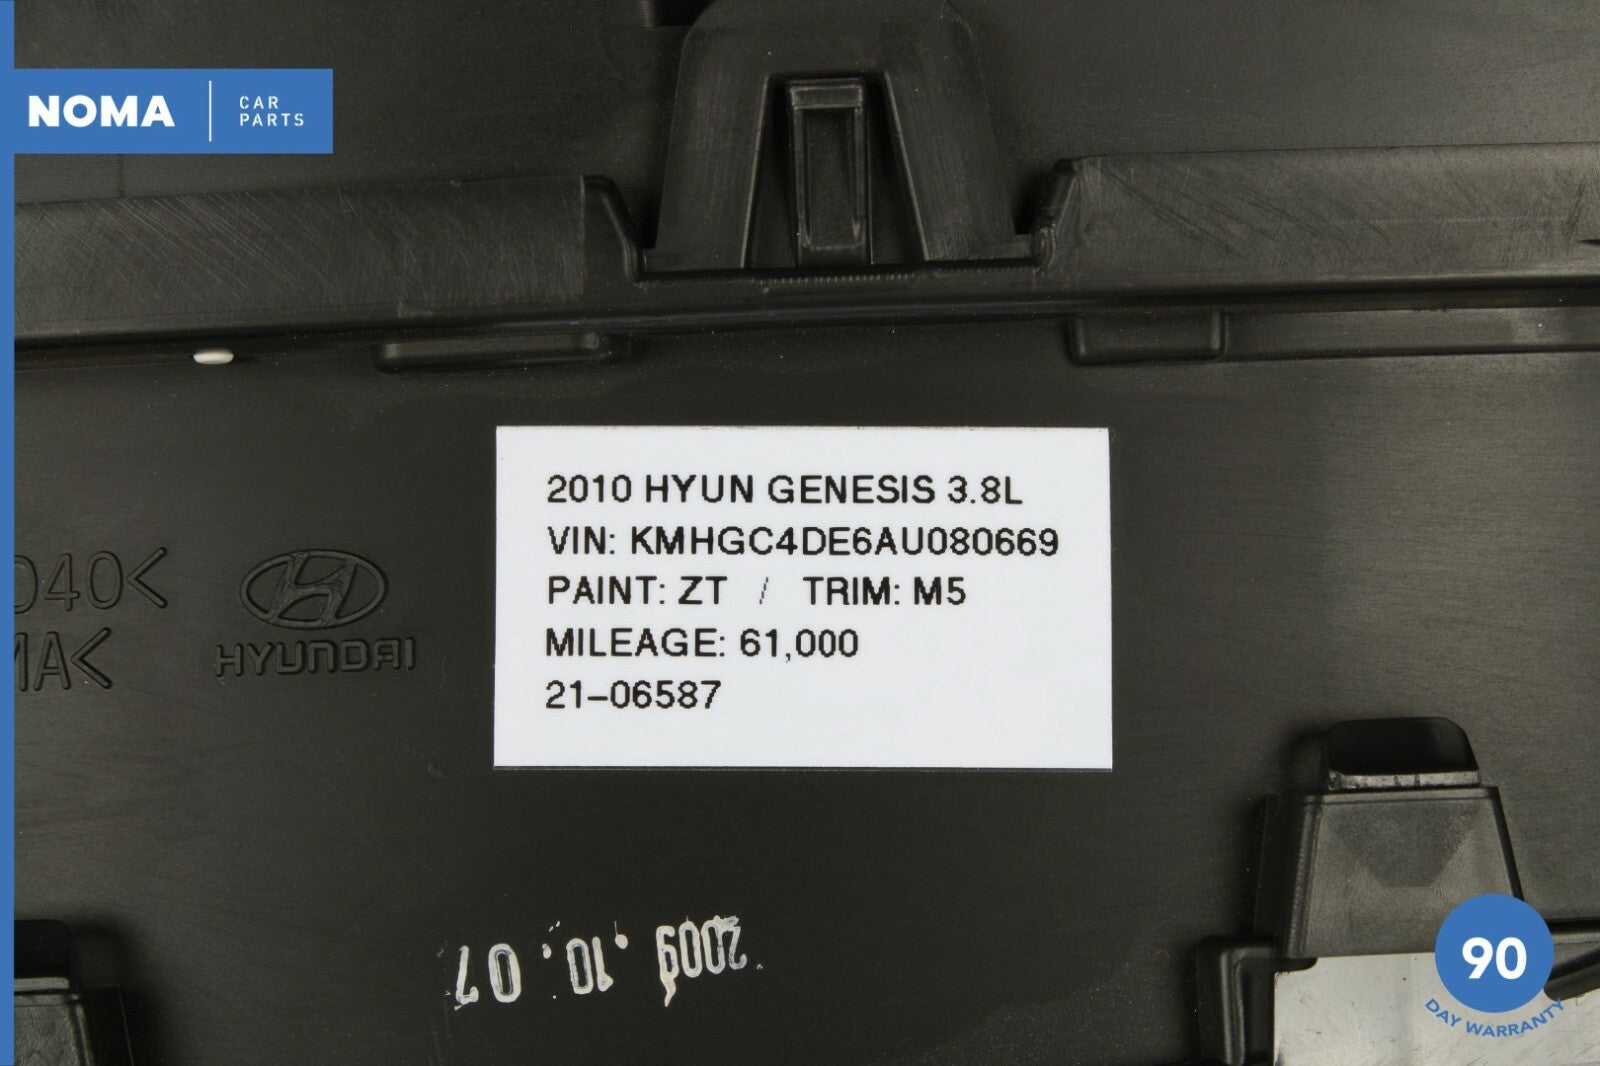 NOMA
CAR
PARTS
2010 HYUN GENESIS 3.8L
VIN: KMHGC4DE6AU080669
PAINT: ZT / TRIM: M5
MILEAGE: 61,000
21-06587
HYUNDAI
2009.10.07
90
DAY WARRANTY